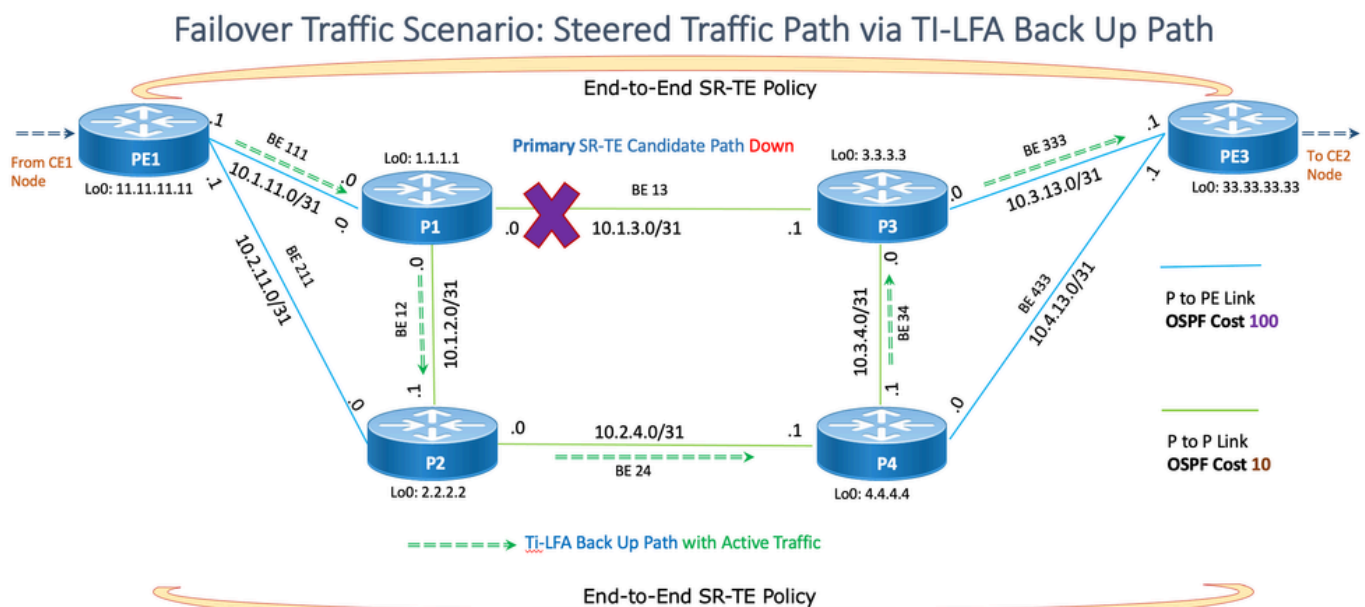 Failover Traffic Scenario: Steered Traffic Path via TI-LFA Back Up Path
End-to-End SR-TE Policy
From CE1
Node
PE1
Lo0: 11.11.11.11
.1
.1
BE 111
10.1.11.0/31
.0
.0
BE 211
10.2.11.0/31
.0
Lo0: 1.1.1.1
P1
Primary SR-TE Candidate Path Down
BE 13
.0
10.1.3.0/31
.1
Lo0: 3.3.3.3
P3
.0
BE 333
10.3.13.0/31
.1
.1
PE3
Lo0: 33.33.33.33
To CE2
Node
.0
BE 12
10.1.2.0/31
.1
.0
BE 34
10.3.4.0/31
.1
BE 433
10.4.13.0/31
.0
P to PE Link
OSPF Cost 100
P2
Lo0: 2.2.2.2
.0
10.2.4.0/31
.1
BE 24
P4
Lo0: 4.4.4.4
P to P Link
OSPF Cost 10
Ti-LFA Back Up Path with Active Traffic
End-to-End SR-TE Policy